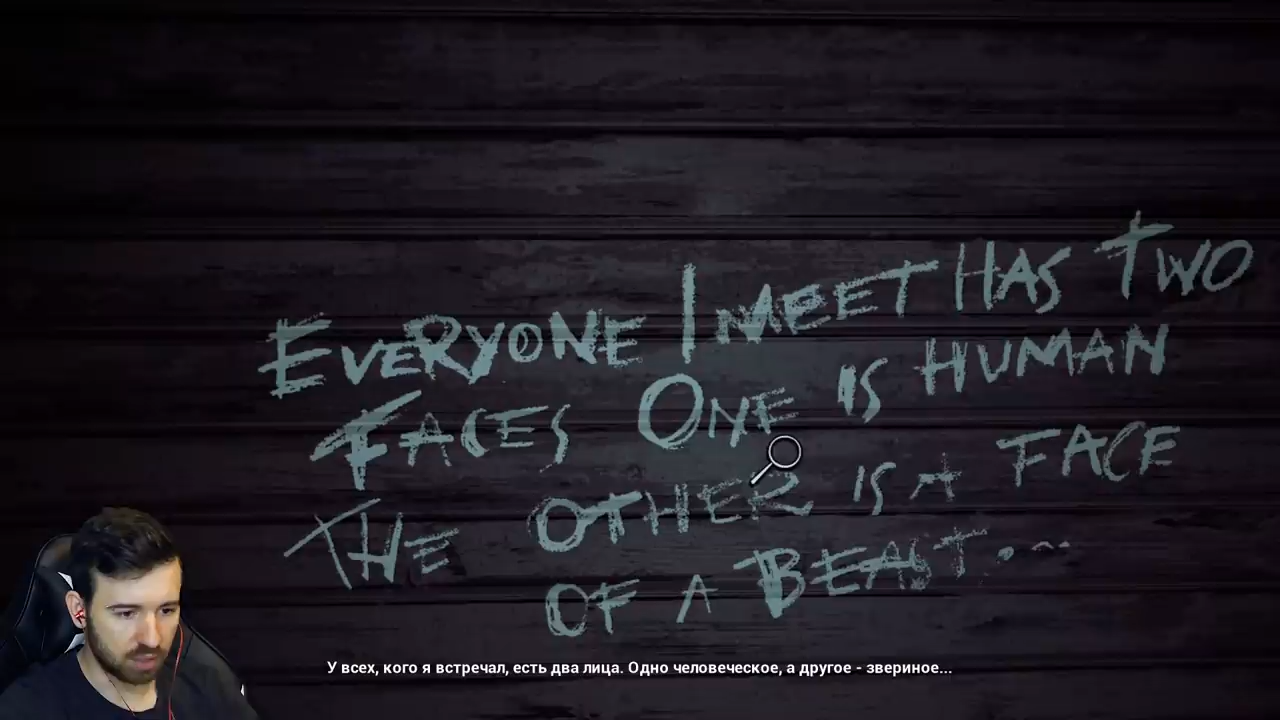 EVERYONE I MEET HAS TWO
FACES ONE IS HUMAN
THE OTHER IS A FACE
OF A BEAST...
У всех, кого я встречал, есть два лица. Одно человеческое, а другое - звериное...